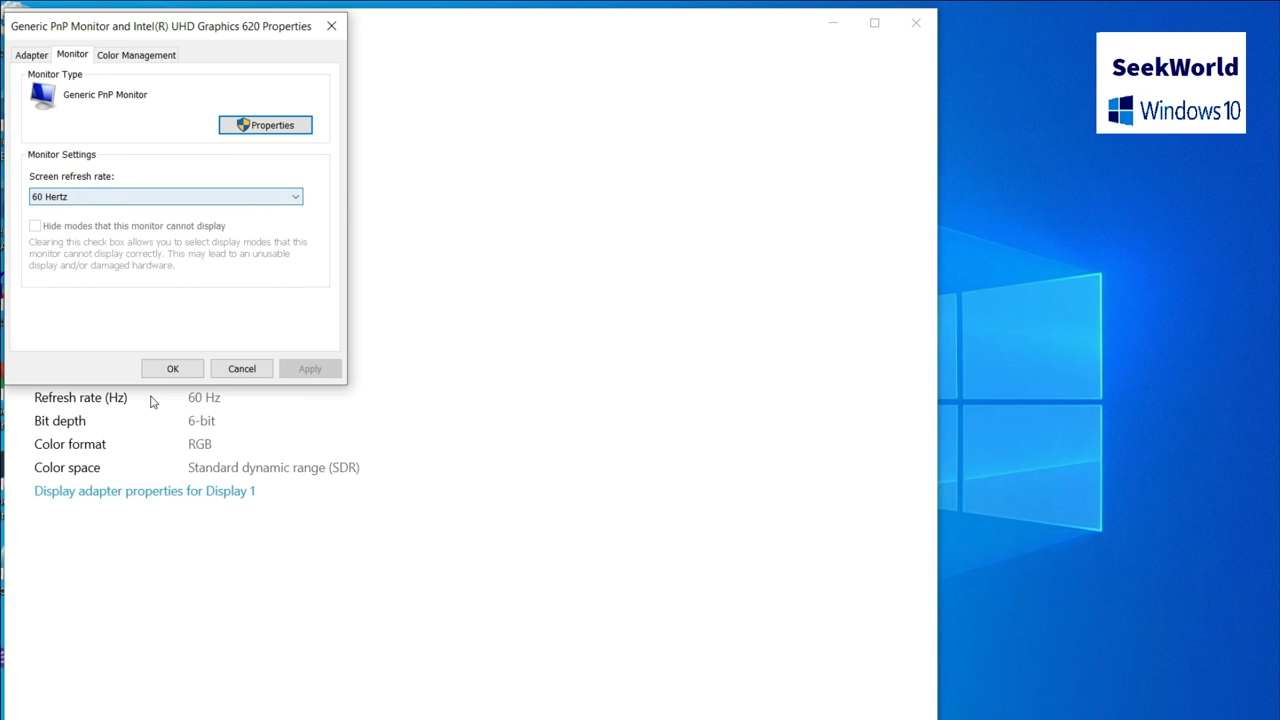 Generic PnP Monitor and Intel(R) UHD Graphics 620 Properties
Adapter Monitor Color Management
Monitor Type
Generic PnP Monitor
Properties
Monitor Settings
Screen refresh rate:
60 Hertz
Hide modes that this monitor cannot display
Clearing this check box allows you to select display modes that this
monitor cannot display correctly. This may lead to an unusable
display and/or damaged hardware.
OK Cancel Apply
Refresh rate (Hz) 60 Hz
Bit depth 6-bit
Color format RGB
Color space Standard dynamic range (SDR)
Display adapter properties for Display 1
SeekWorld
Windows 10